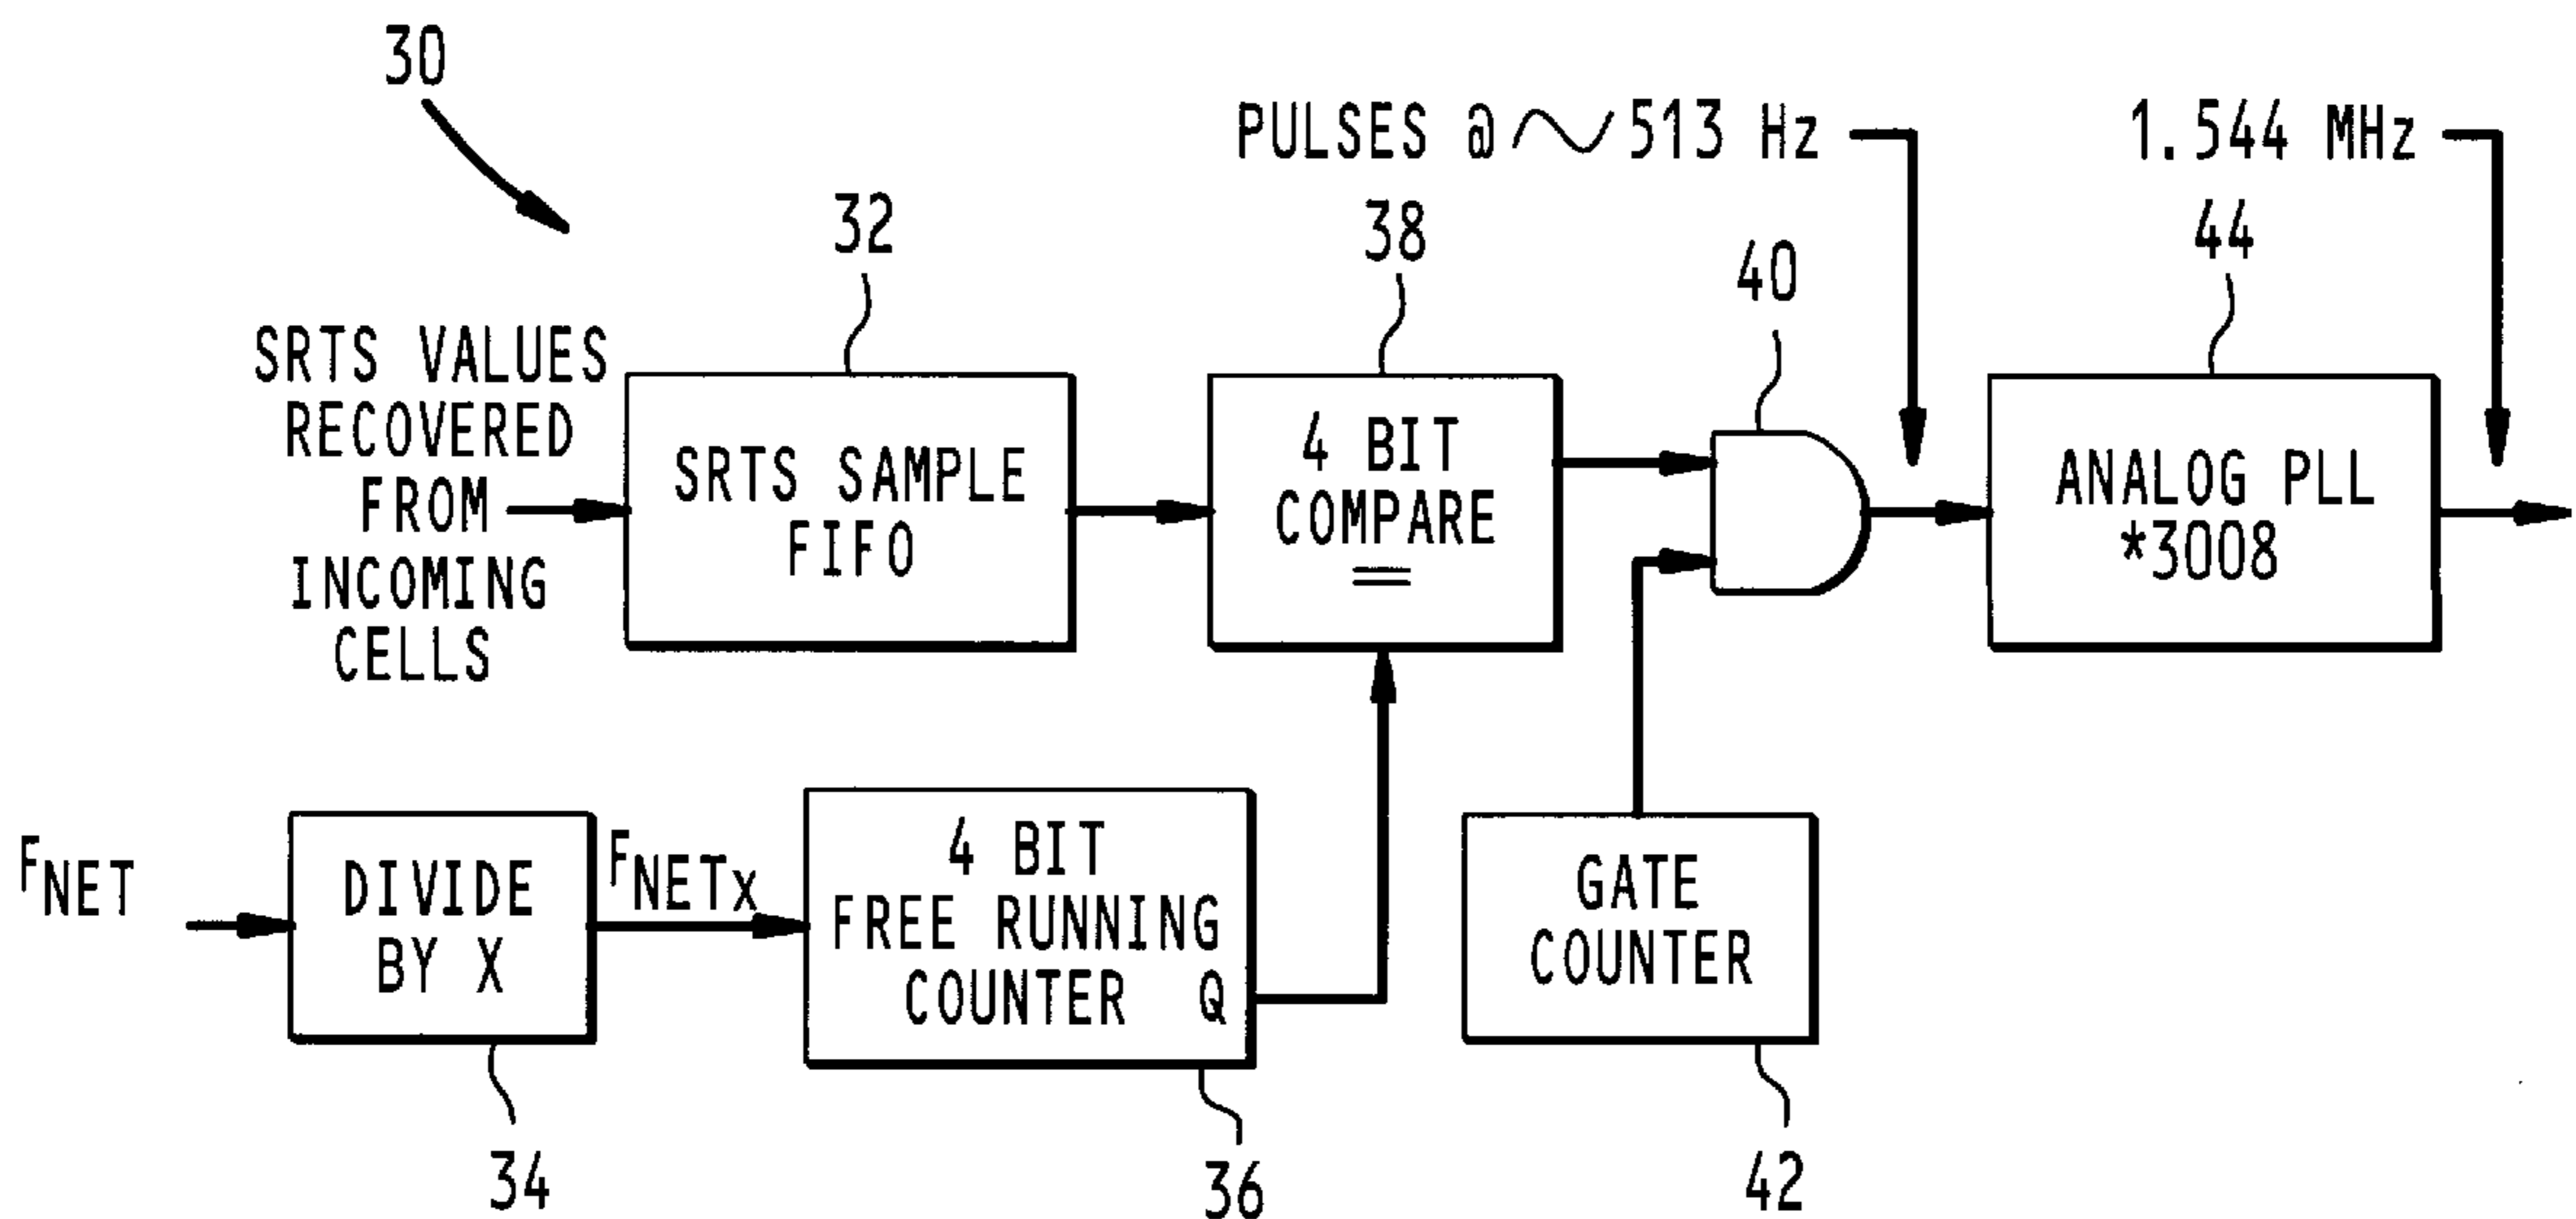 30
PULSES @ ~ 513 Hz
1.544 MHz
32
38
40
44
SRTS VALUES
RECOVERED
FROM
INCOMING
CELLS
SRTS SAMPLE
FIFO
4 BIT
COMPARE
=
ANALOG PLL
*3008
FNET
DIVIDE
BY X
FNETX
4 BIT
FREE RUNNING
COUNTER Q
GATE
COUNTER
34
36
42